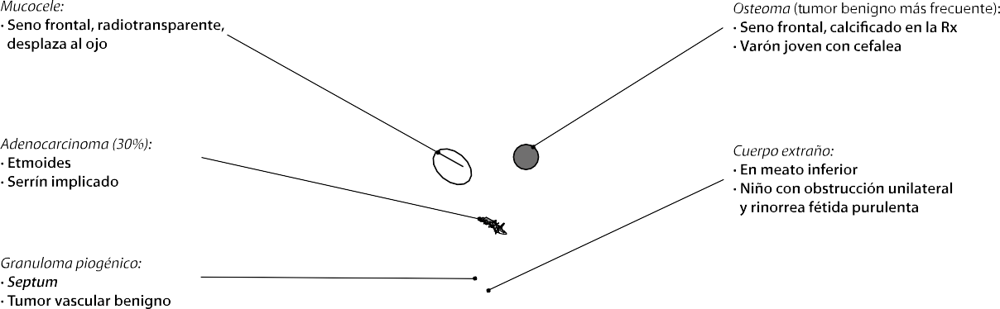 Mucocele:
· Seno frontal, radiotransparente,
desplaza al ojo
Adenocarcinoma (30%):
· Etmoides
· Serrín implicado
Granuloma piogénico:
· Septum
· Tumor vascular benigno
Osteoma (tumor benigno más frecuente):
· Seno frontal, calcificado en la Rx
· Varón joven con cefalea
Cuerpo extraño:
· En meato inferior
· Niño con obstrucción unilateral
y rinorrea fétida purulenta